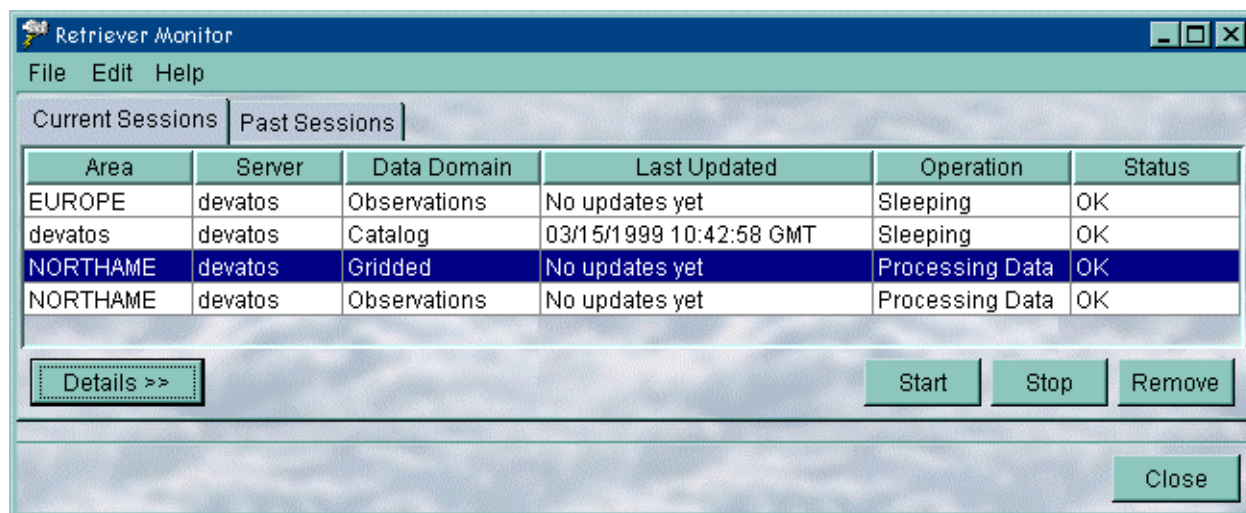 Retriever Monitor
File Edit Help
Current Sessions Past Sessions
Area Server Data Domain Last Updated Operation Status
EUROPE devatos Observations No updates yet Sleeping OK
devatos devatos Catalog 03/15/1999 10:42:58 GMT Sleeping OK
NORTHAME devatos Gridded No updates yet Processing Data OK
NORTHAME devatos Observations No updates yet Processing Data OK
Details >> Start Stop Remove
Close